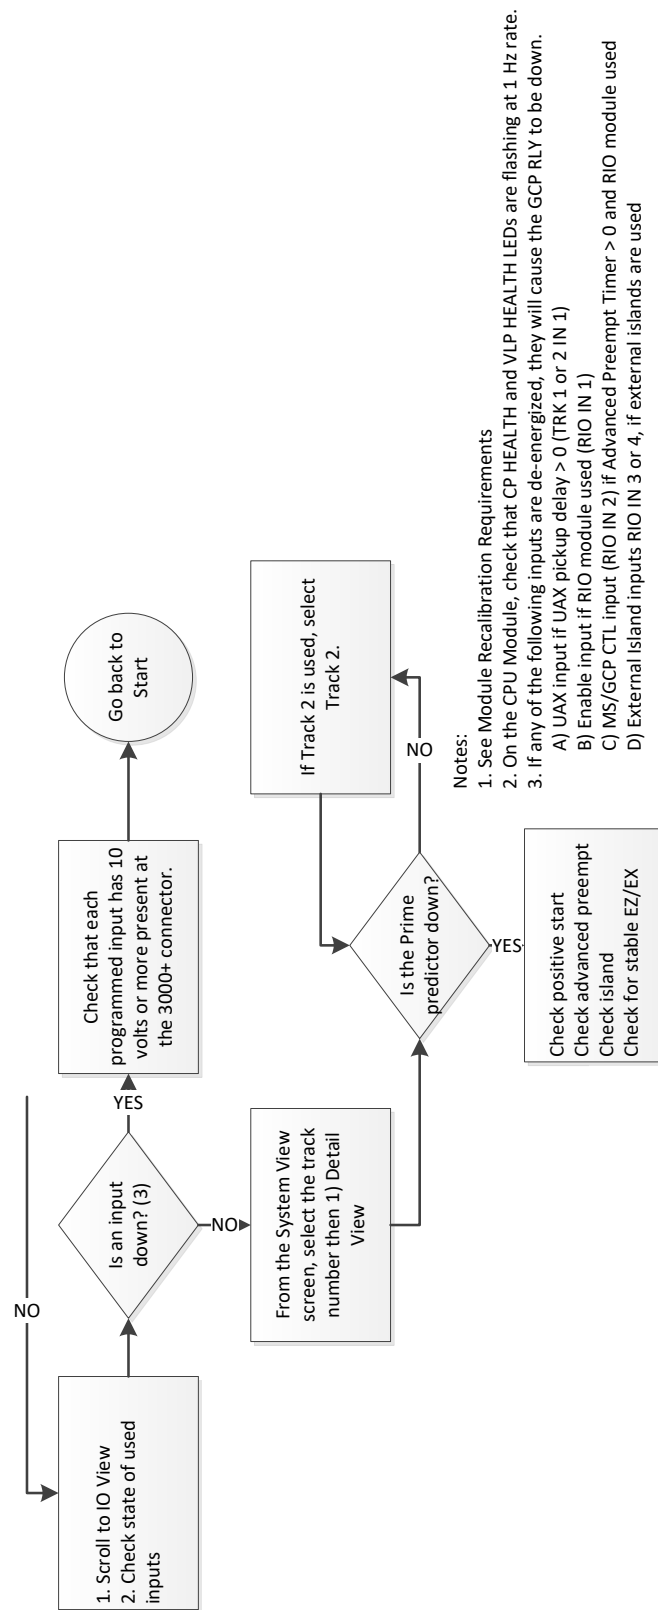 NO
1. Scroll to IO View
2. Check state of used
inputs
Is an input
down? (3)
YES
Check that each
programmed input has 10
volts or more present at
the 3000+ connector.
Go back to
Start
NO
From the System View
screen, select the track
number then 1) Detail
View
Is the Prime
predictor down?
NO
If Track 2 is used, select
Track 2.
YES
Check positive start
Check advanced preempt
Check island
Check for stable EZ/EX
Notes:
1. See Module Recalibration Requirements
2. On the CPU Module, check that CP HEALTH and VLP HEALTH LEDs are flashing at 1 Hz rate.
3. If any of the following inputs are de-energized, they will cause the GCP RLY to be down.
A) UAX input if UAX pickup delay > 0 (TRK 1 or 2 IN 1)
B) Enable input if RIO module used (RIO IN 1)
C) MS/GCP CTL input (RIO IN 2) if Advanced Preempt Timer > 0 and RIO module used
D) External Island inputs RIO IN 3 or 4, if external islands are used